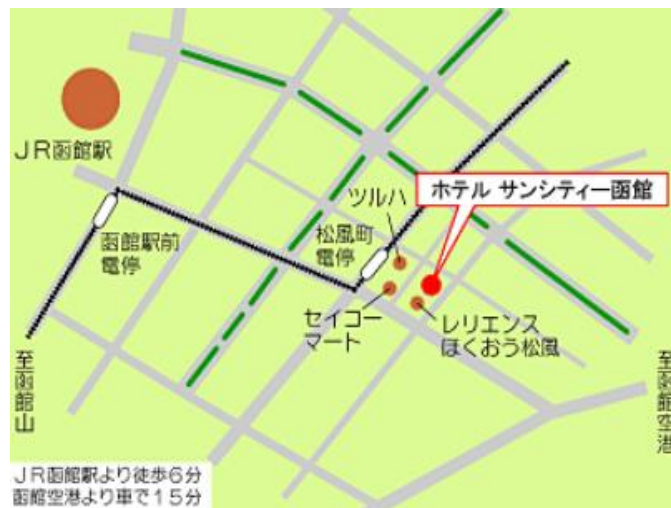 JR函館駅
ツルハ
ホテル サンシティー函館
函館駅前
電停
松風町
電停
セイコー
マート
レリエンス
ほくおう松風
至函館山
至函館空港
JR函館駅より徒歩6分
函館空港より車で15分